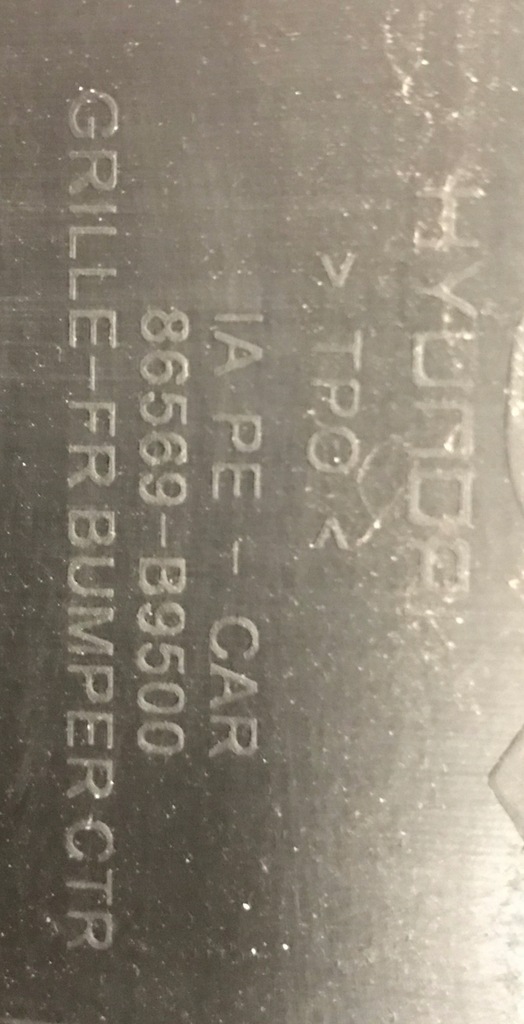 HYUNDAI
> TPO <
IA PE - CAR
86569-B9500
GRILLE-FR BUMPER CTR